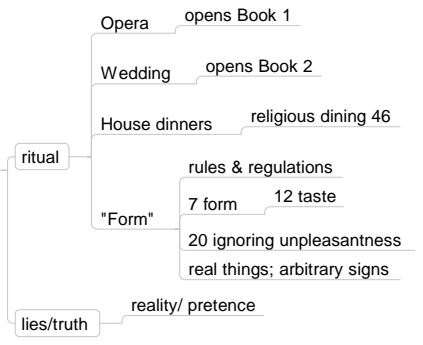 Opera
opens Book 1
Wedding
opens Book 2
House dinners
religious dining 46
ritual
rules & regulations
7 form
12 taste
"Form"
20 ignoring unpleasantness
real things; arbitrary signs
reality/ pretence
lies/truth